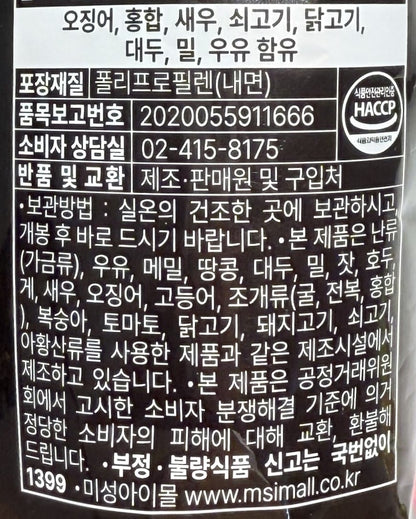 오징어, 홍합, 새우, 쇠고기, 닭고기,
대두, 밀, 우유 함유
포장재질 폴리프로필렌(내면)
식품안전관리인증
HACCP
식품의약품안전처
품목보고번호 2020055911666
소비자 상담실 02-415-8175
반품 및 교환 제조·판매원 및 구입처
•보관방법 : 실온의 건조한 곳에 보관하시고,
개봉 후 바로 드시기 바랍니다. •본 제품은 난류
(가금류), 우유, 메밀, 땅콩, 대두, 밀, 잣, 호두,
게, 새우, 오징어, 고등어, 조개류(굴, 전복, 홍합
), 복숭아, 토마토, 닭고기, 돼지고기, 쇠고기,
아황산류를 사용한 제품과 같은 제조시설에서
제조하고 있습니다. •본 제품은 공정거래위원
회에서 고시한 소비자 분쟁해결 기준에 의거
정당한 소비자의 피해에 대해 교환, 환불해
드립니다. •부정·불량식품 신고는 국번없이
1399 •미성아이몰 www.msimall.co.kr